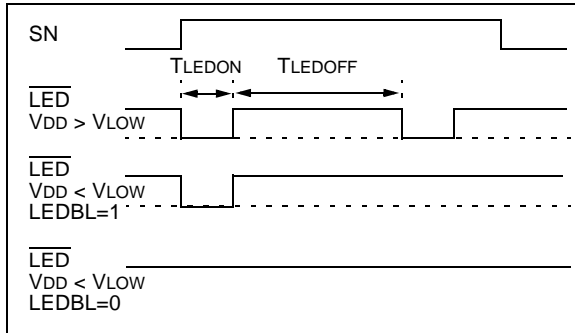 SN
TLEDON TLEDOFF
LED
VDD > VLOW
LED
VDD < VLOW
LEDBL=1
LED
VDD < VLOW
LEDBL=0